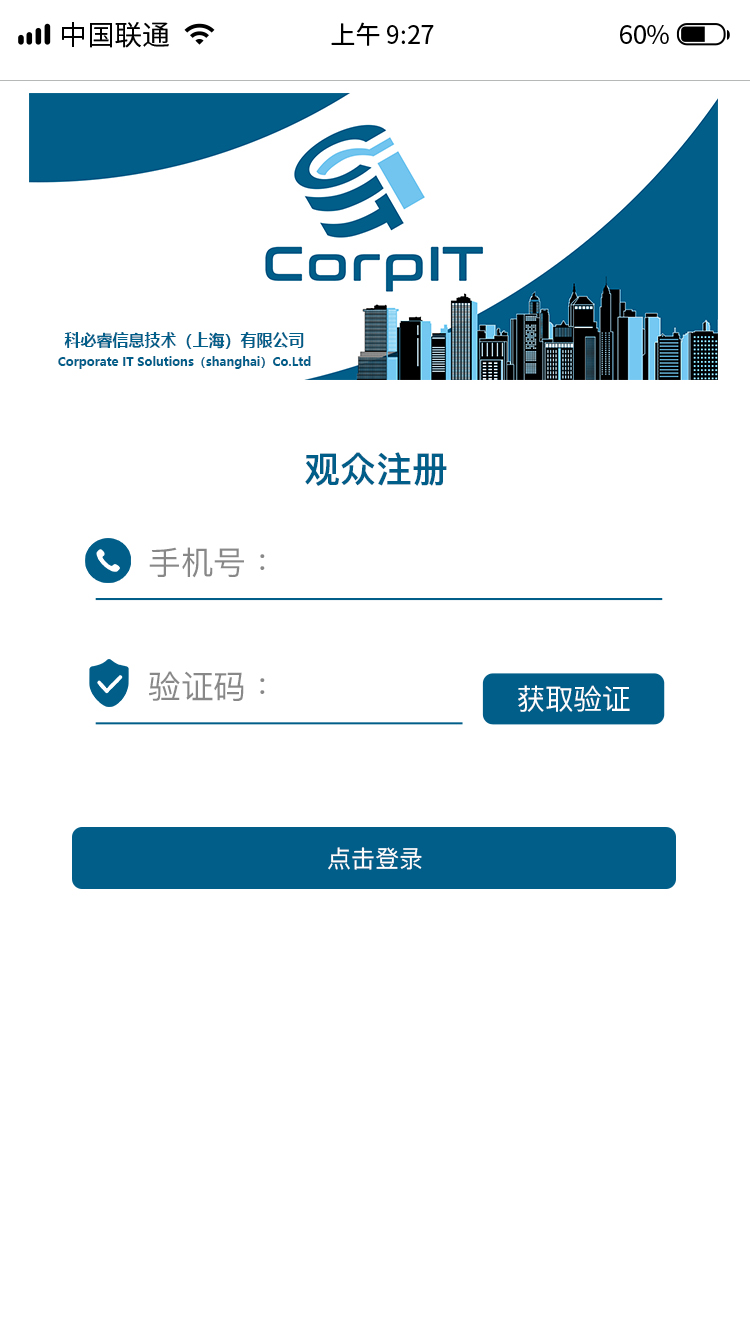 中国联通 上午 9:27 60%
CorpIT
科必睿信息技术（上海）有限公司
Corporate IT Solutions（shanghai）Co.Ltd
观众注册
手机号：
验证码：
获取验证
点击登录